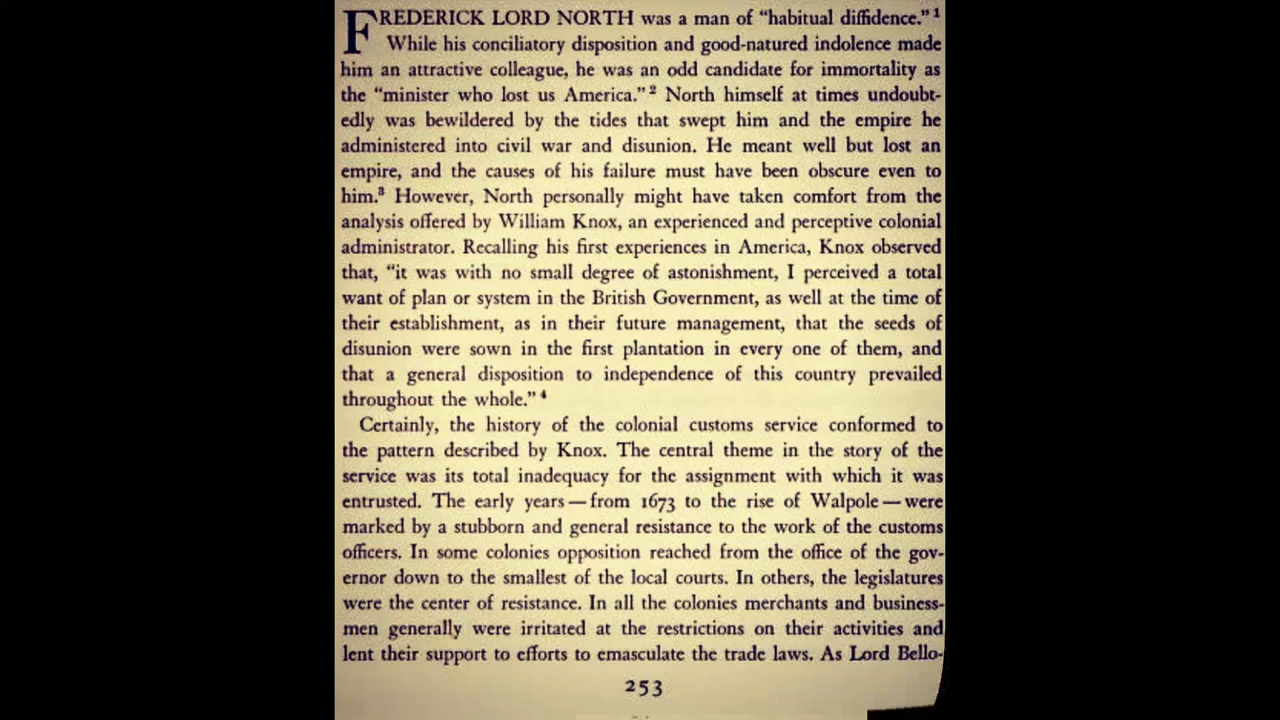 FREDERICK LORD NORTH was a man of “habitual diffidence.” ¹
While his conciliatory disposition and good-natured indolence made
him an attractive colleague, he was an odd candidate for immortality as
the “minister who lost us America.” ² North himself at times undoubt-
edly was bewildered by the tides that swept him and the empire he
administered into civil war and disunion. He meant well but lost an
empire, and the causes of his failure must have been obscure even to
him.³ However, North personally might have taken comfort from the
analysis offered by William Knox, an experienced and perceptive colonial
administrator. Recalling his first experiences in America, Knox observed
that, “it was with no small degree of astonishment, I perceived a total
want of plan or system in the British Government, as well at the time of
their establishment, as in their future management, that the seeds of
disunion were sown in the first plantation in every one of them, and
that a general disposition to independence of this country prevailed
throughout the whole.” ⁴
Certainly, the history of the colonial customs service conformed to
the pattern described by Knox. The central theme in the story of the
service was its total inadequacy for the assignment with which it was
entrusted. The early years — from 1673 to the rise of Walpole — were
marked by a stubborn and general resistance to the work of the customs
officers. In some colonies opposition reached from the office of the gov-
ernor down to the smallest of the local courts. In others, the legislatures
were the center of resistance. In all the colonies merchants and business-
men generally were irritated at the restrictions on their activities and
lent their support to efforts to emasculate the trade laws. As Lord Bello-
253